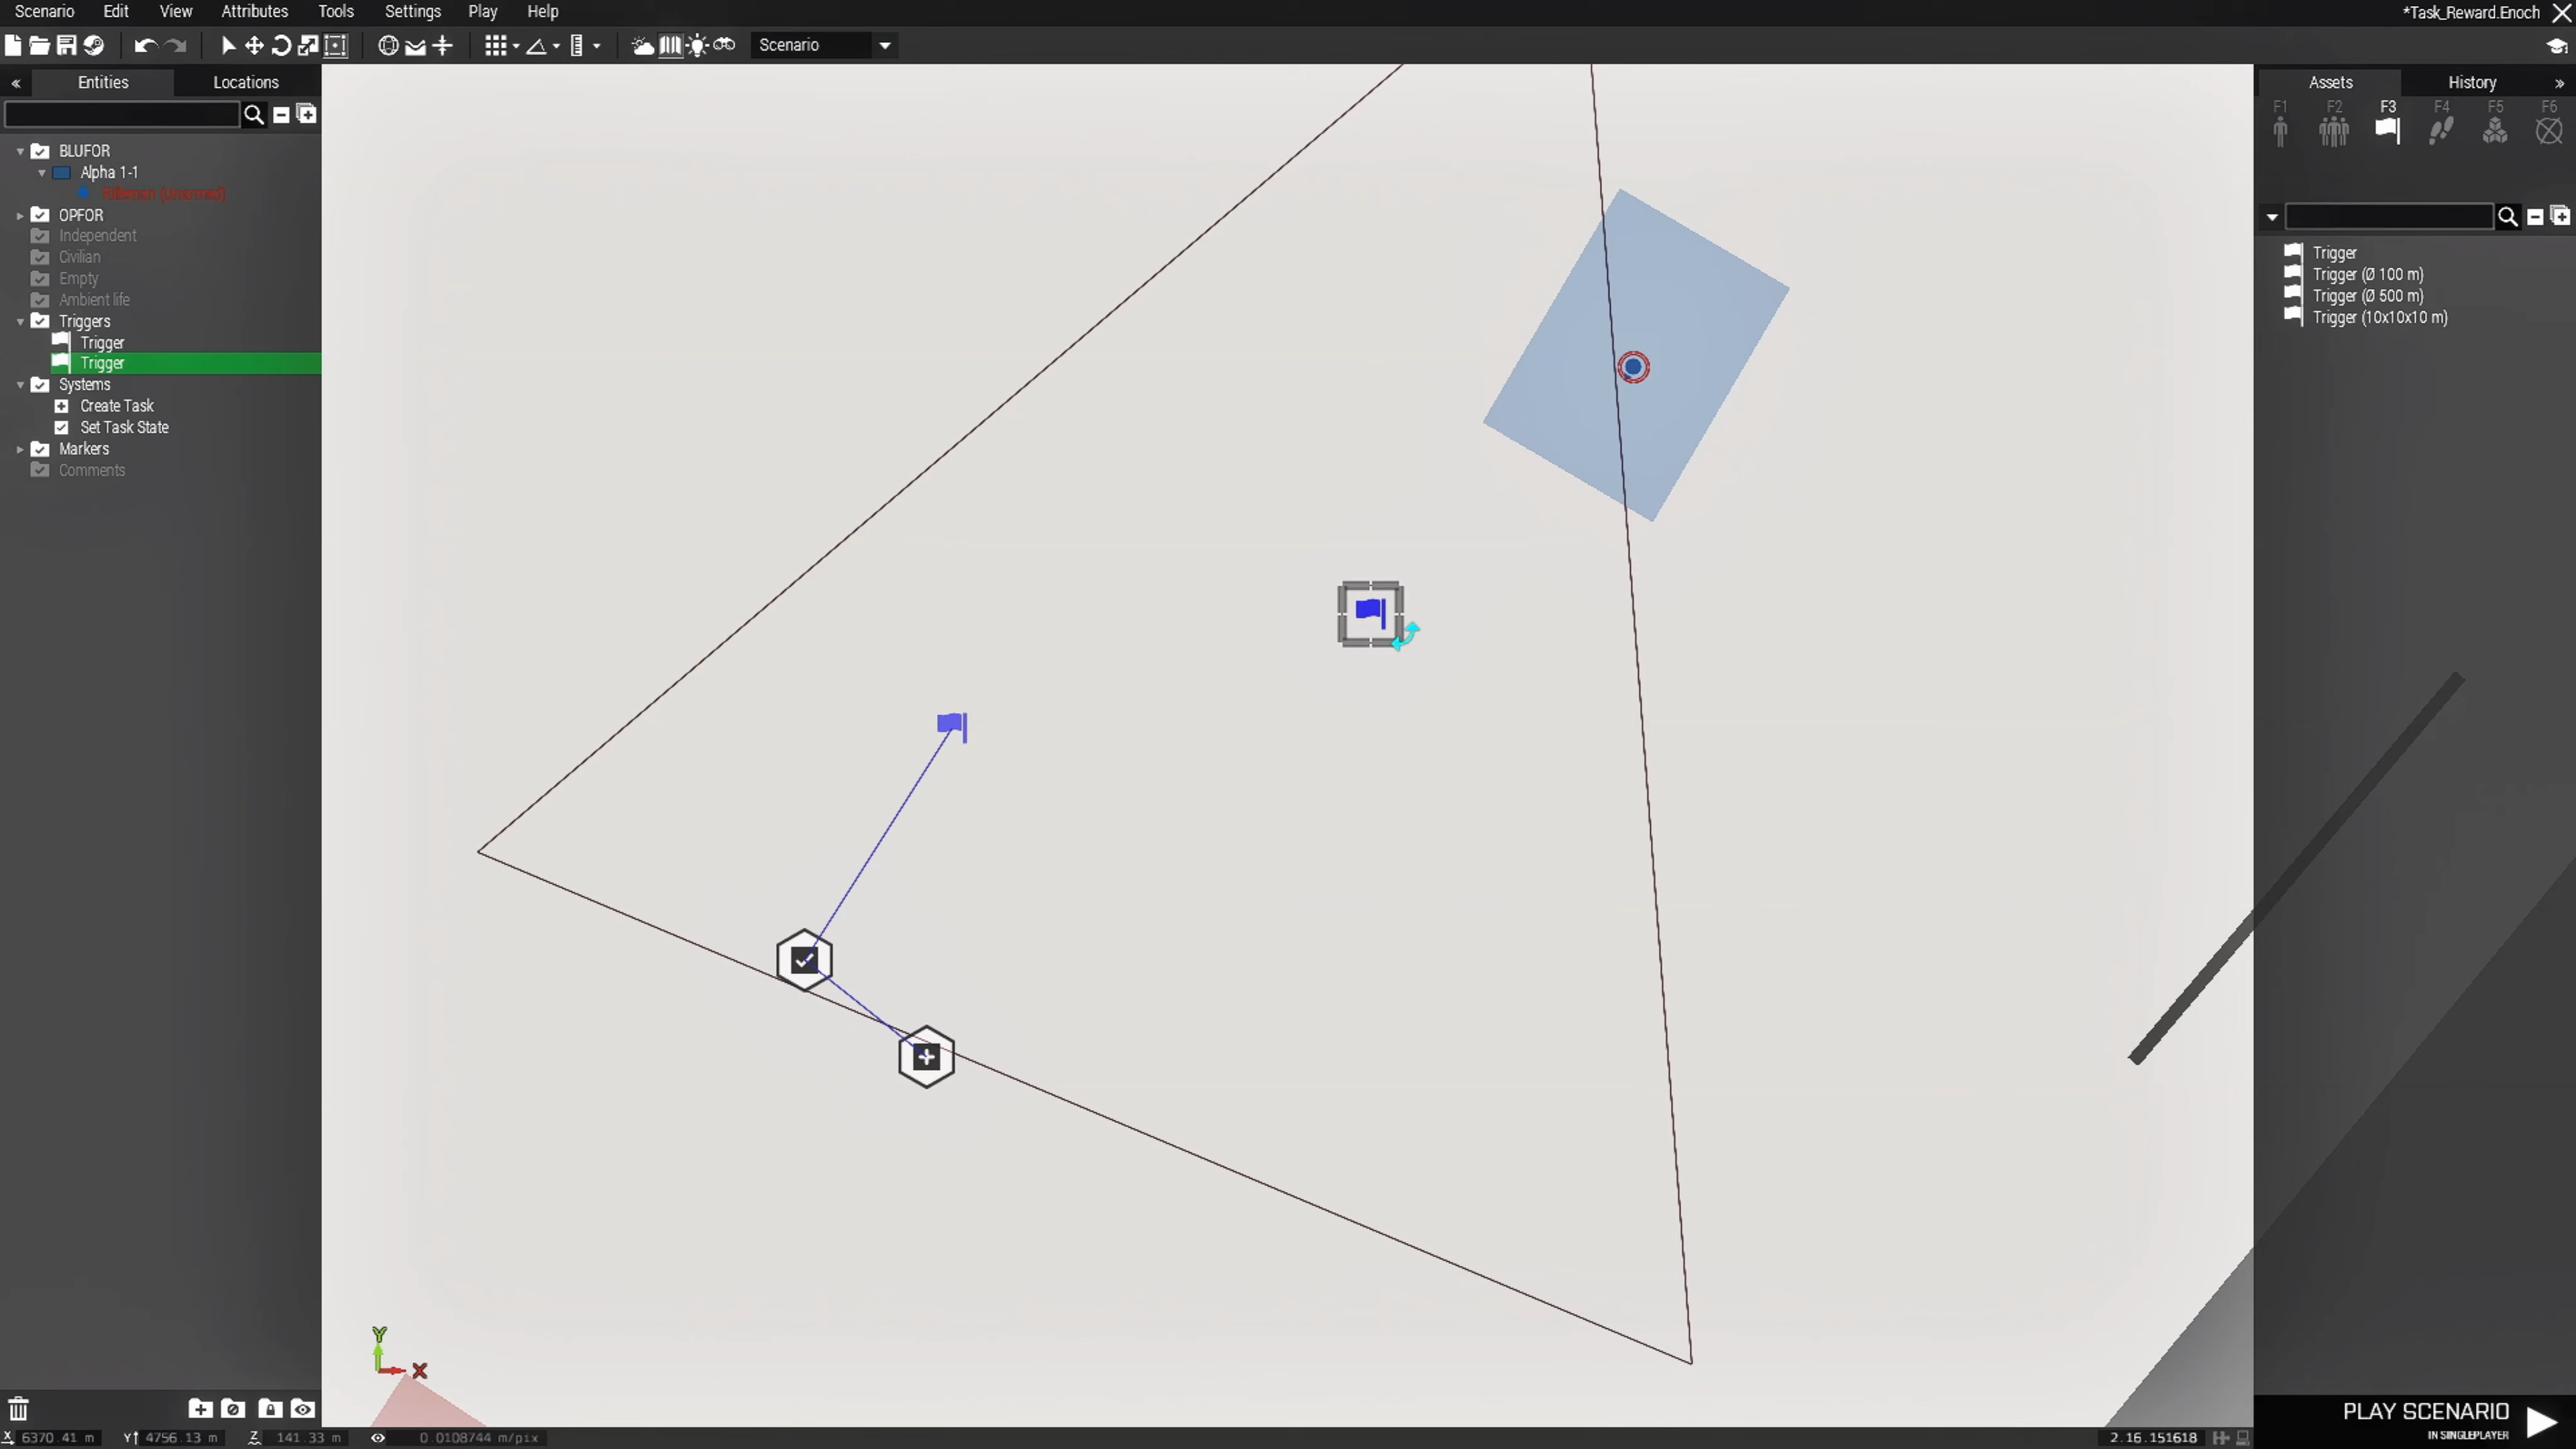 Scenario Edit View Attributes Tools Settings Play Help
*Task_Reward.Enoch
Scenario
Entities Locations
BLUFOR
Alpha 1-1
Rifleman (Unarmed)
OPFOR
Independent
Civilian
Empty
Ambient life
Triggers
Trigger
Trigger
Systems
Create Task
Set Task State
Markers
Comments
Y
X
Assets History
F1 F2 F3 F4 F5 F6
Trigger
Trigger (Ø 100 m)
Trigger (Ø 500 m)
Trigger (10x10x10 m)
PLAY SCENARIO
IN SINGLEPLAYER
X 6370.41 m Y 4756.13 m Z 141.33 m 0.0108744 m/pix
2.16.151618